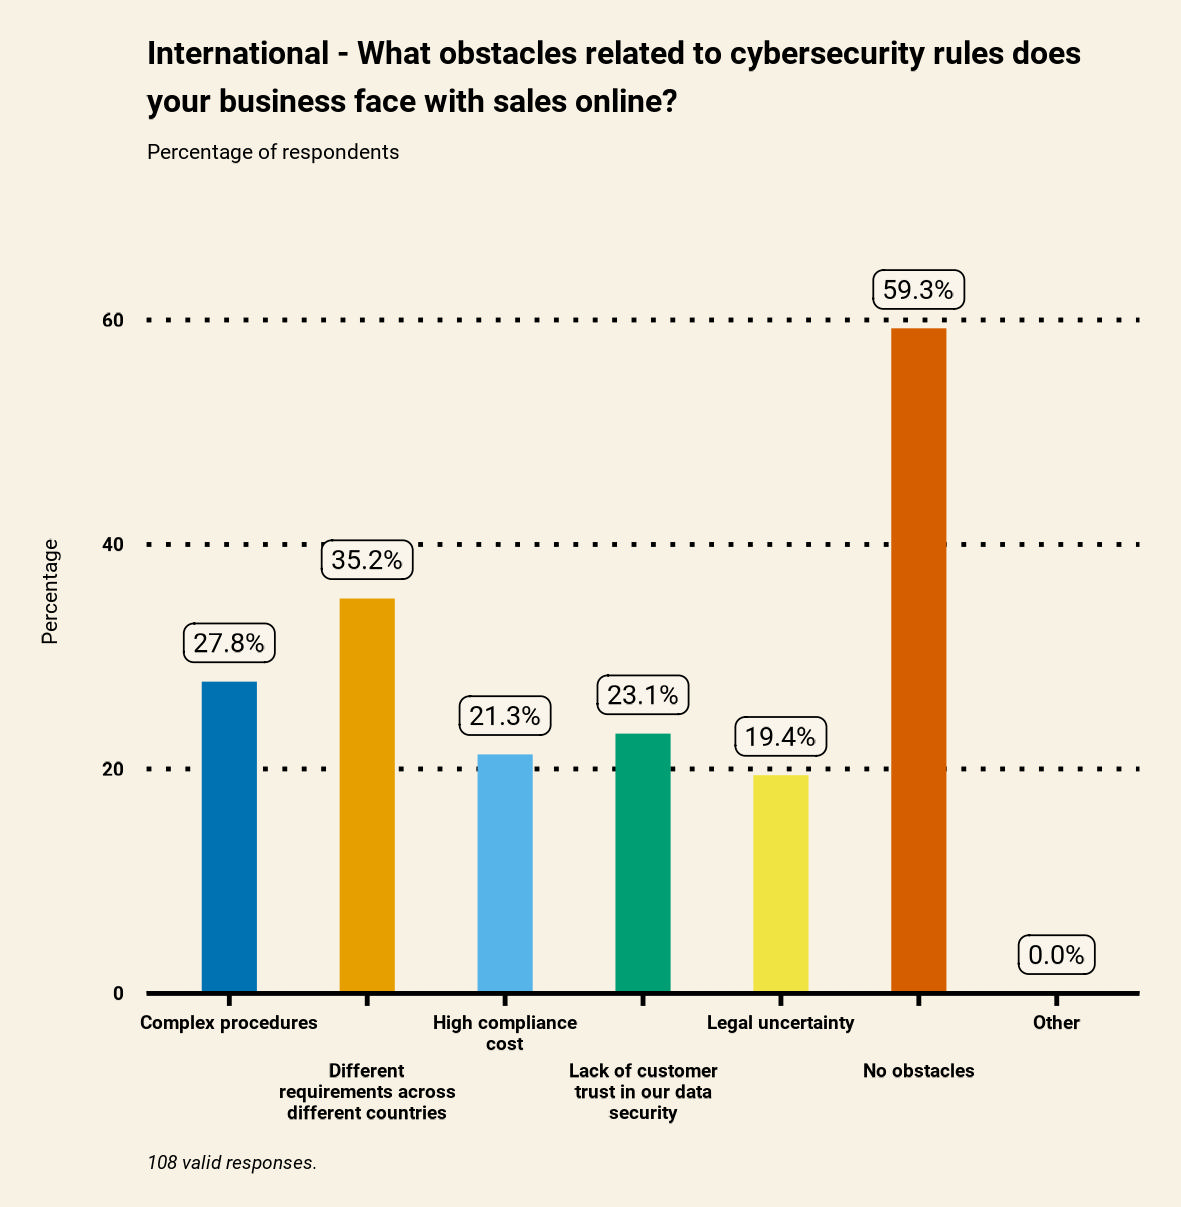 International - What obstacles related to cybersecurity rules does
your business face with sales online?
Percentage of respondents
Percentage
60
40
20
0
27.8%
35.2%
21.3%
23.1%
19.4%
59.3%
0.0%
Complex procedures
Different
requirements across
different countries
High compliance
cost
Lack of customer
trust in our data
security
Legal uncertainty
No obstacles
Other
108 valid responses.